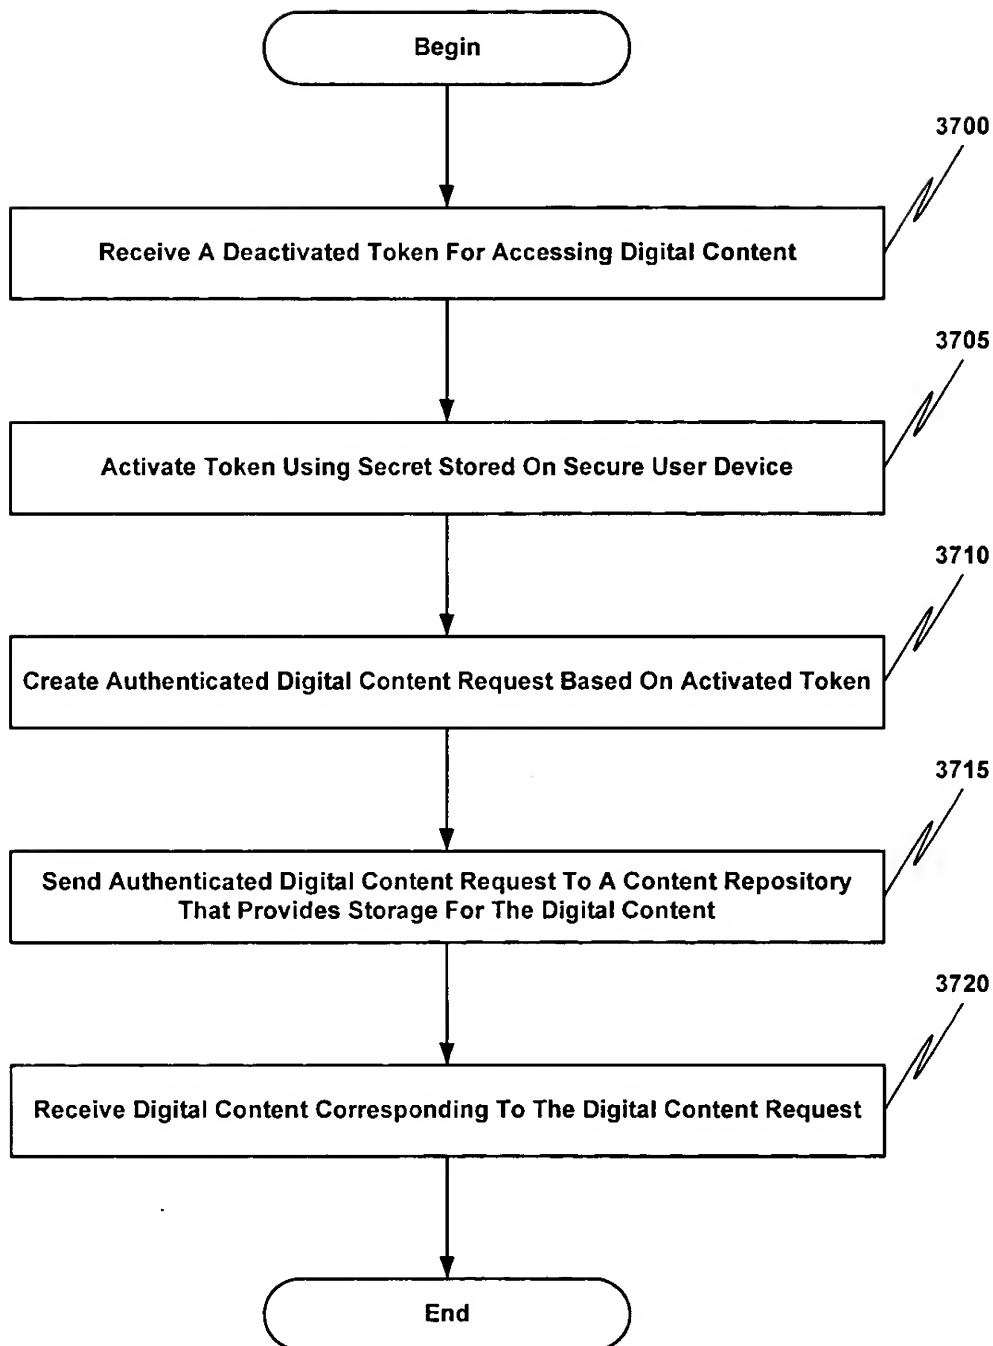 Begin
3700
Receive A Deactivated Token For Accessing Digital Content
3705
Activate Token Using Secret Stored On Secure User Device
3710
Create Authenticated Digital Content Request Based On Activated Token
3715
Send Authenticated Digital Content Request To A Content Repository
That Provides Storage For The Digital Content
3720
Receive Digital Content Corresponding To The Digital Content Request
End